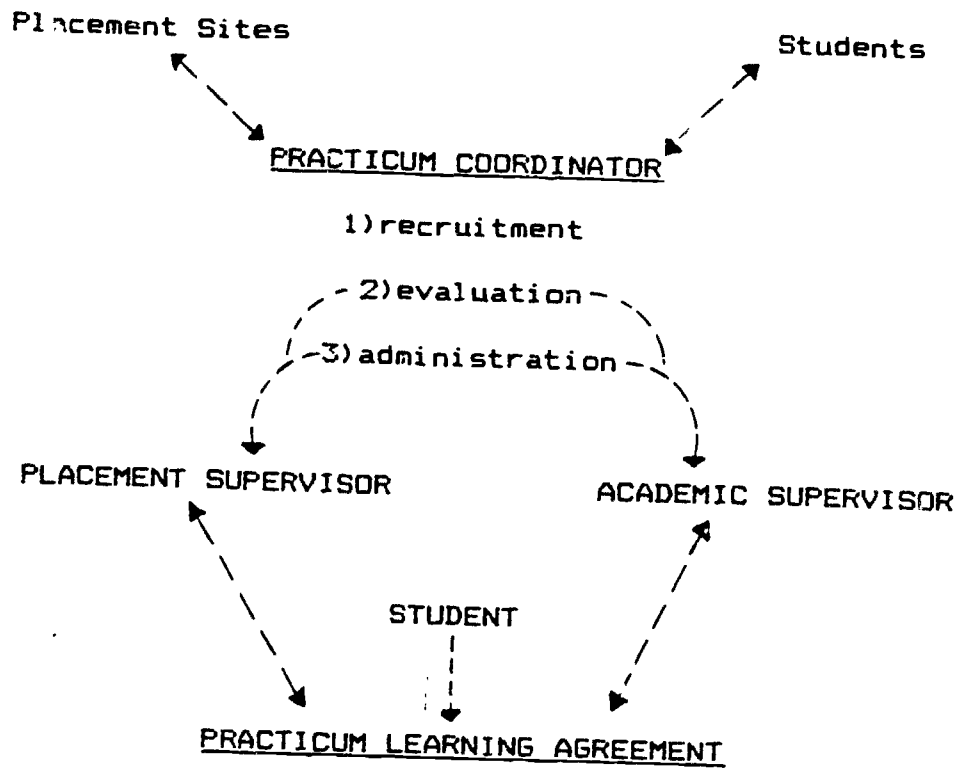 Placement Sites
Students
PRACTICUM COORDINATOR
1)recruitment
2)evaluation
3)administration
PLACEMENT SUPERVISOR
ACADEMIC SUPERVISOR
STUDENT
PRACTICUM LEARNING AGREEMENT